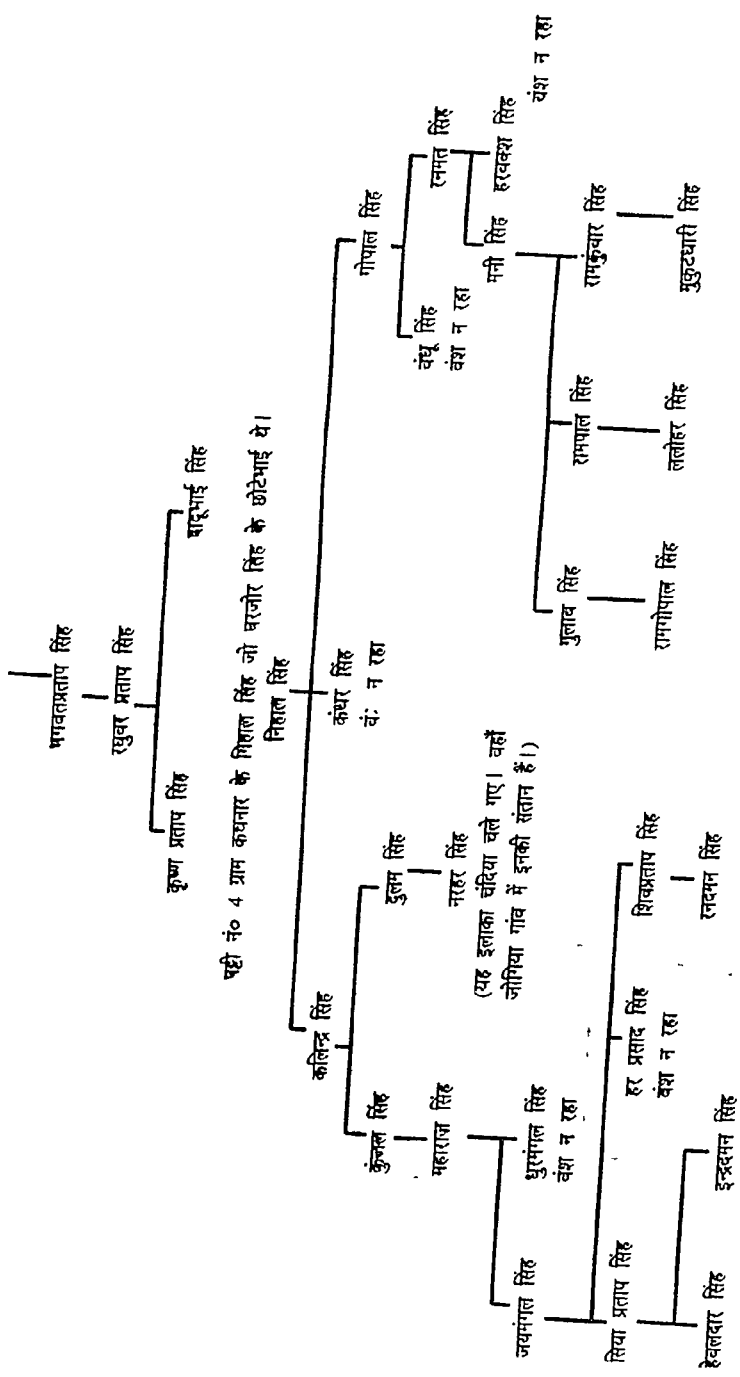 भगवतप्रताप सिंह
रघुवर प्रताप सिंह
कृष्ण प्रताप सिंह
दादूभाई सिंह
पट्टी नं० 4 ग्राम कचनार के निहाल सिंह जो बरजोर सिंह के छोटेभाई थे।
निहाल सिंह
कलिन्द्र सिंह
कंधर सिंह
वं: न रहा
गोपाल सिंह
कुंजल सिंह
दुलम सिंह
वंधू सिंह
वंश न रहा
रनमत सिंह
महाराज सिंह
नरहर सिंह
(यह इलाका चंदिया चले गए। वहाँ
जोगिया गांव में इनकी संतान हैं।)
मनी सिंह
हरवक्श सिंह
वंश न रहा
जयमंगल सिंह
धुरमंगल सिंह
वंश न रहा
गुलाव सिंह
रामपाल सिंह
रामकुंवार सिंह
सिया प्रताप सिंह
हर प्रसाद सिंह
वंश न रहा
शिवप्रताप सिंह
रामगोपाल सिंह
ललोहर सिंह
मुकुटधारी सिंह
हेवलदार सिंह
इन्द्रदमन सिंह
रनदमन सिंह